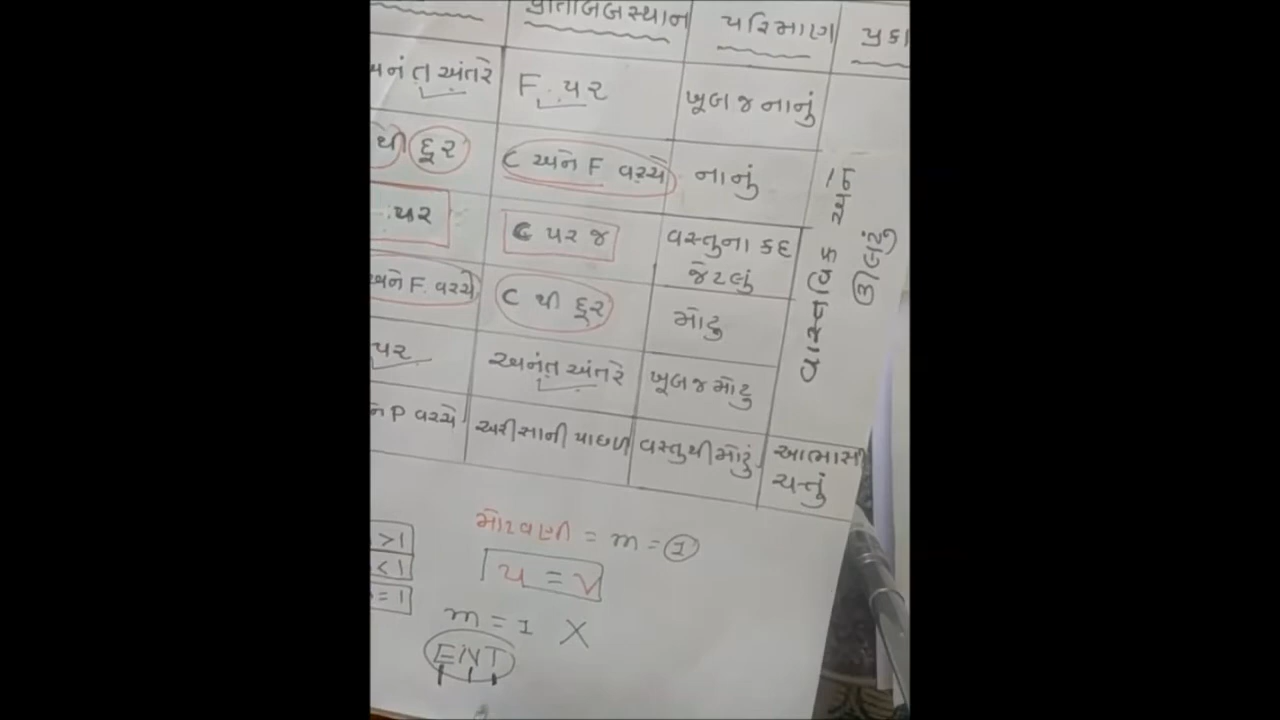 પ્રતિબિંબસ્થાન પરિમાણ
અનંત અંતરે F પર ખૂબ જ નાનું
થી દૂર C અને F વચ્ચે નાનું
પર C પર જ વસ્તુના કદ જેટલું
અને F વચ્ચે C થી દૂર મોટુ
પર અનંત અંતરે ખૂબ જ મોટુ
વાસ્તવિક અને ઊલટું
P વચ્ચે અરીસાની પાછળ વસ્તુથી મોટું આભાસી ચત્તું
>1
<1
=1
મોટવણી = m = 1
u = v
m = 1 X
ENT